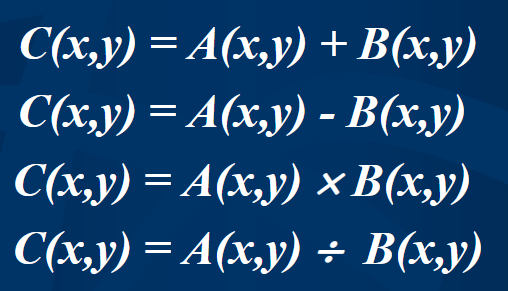 C(x,y) = A(x,y) + B(x,y)
C(x,y) = A(x,y) - B(x,y)
C(x,y) = A(x,y) × B(x,y)
C(x,y) = A(x,y) ÷ B(x,y)